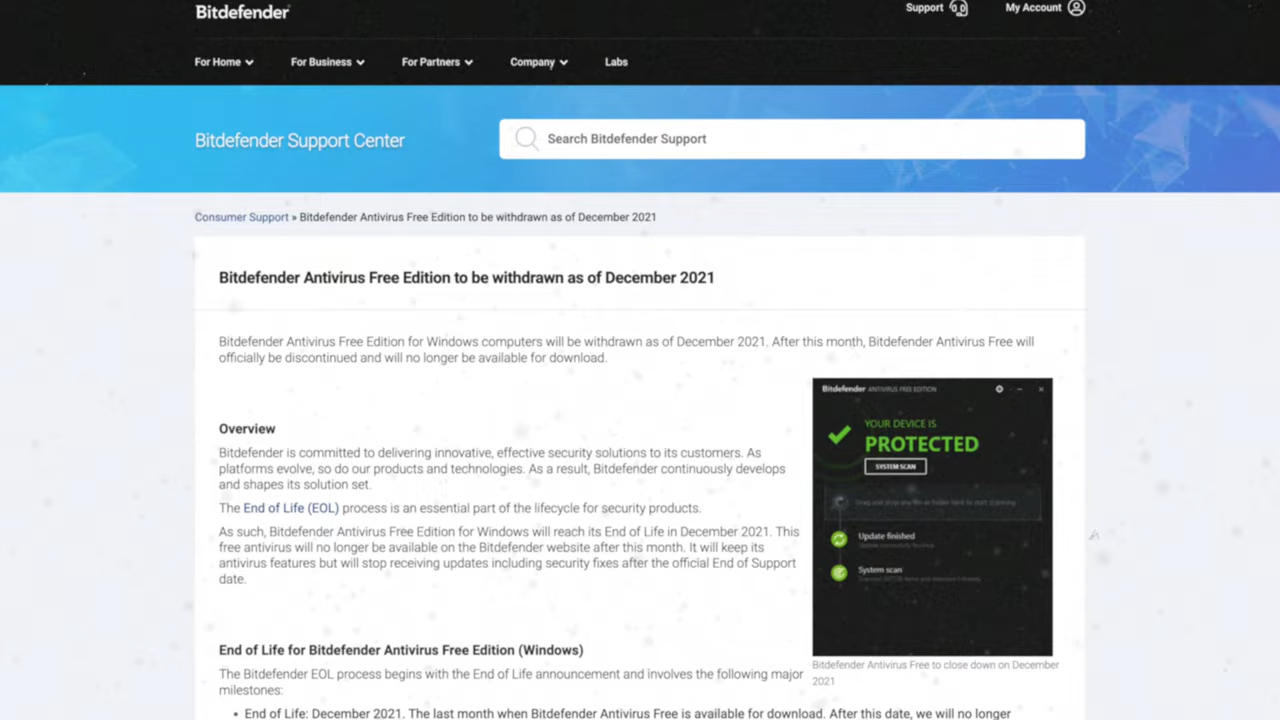 Bitdefender
Support
My Account
For Home
For Business
For Partners
Company
Labs
Bitdefender Support Center
Search Bitdefender Support
Consumer Support » Bitdefender Antivirus Free Edition to be withdrawn as of December 2021
Bitdefender Antivirus Free Edition to be withdrawn as of December 2021
Bitdefender Antivirus Free Edition for Windows computers will be withdrawn as of December 2021. After this month, Bitdefender Antivirus Free will
officially be discontinued and will no longer be available for download.
Overview
Bitdefender is committed to delivering innovative, effective security solutions to its customers. As
platforms evolve, so do our products and technologies. As a result, Bitdefender continuously develops
and shapes its solution set.
The End of Life (EOL) process is an essential part of the lifecycle for security products.
As such, Bitdefender Antivirus Free Edition for Windows will reach its End of Life in December 2021. This
free antivirus will no longer be available on the Bitdefender website after this month. It will keep its
antivirus features but will stop receiving updates including security fixes after the official End of Support
date.
Bitdefender ANTIVIRUS FREE EDITION
YOUR DEVICE IS
PROTECTED
SYSTEM SCAN
Drag and drop any file or folder here to start scanning
Update finished
System scan
Bitdefender Antivirus Free to close down on December
2021
End of Life for Bitdefender Antivirus Free Edition (Windows)
The Bitdefender EOL process begins with the End of Life announcement and involves the following major
milestones:
• End of Life: December 2021. The last month when Bitdefender Antivirus Free is available for download. After this date, we will no longer